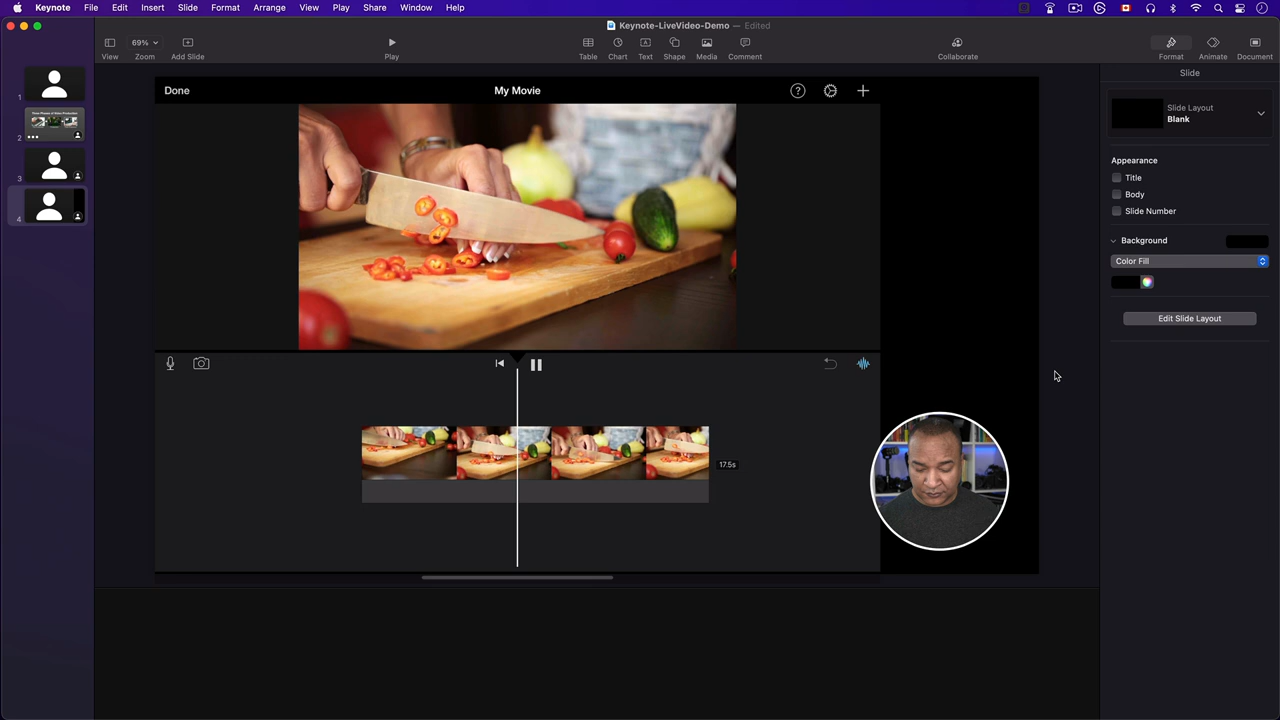 Keynote File Edit Insert Slide Format Arrange View Play Share Window Help
Keynote-LiveVideo-Demo — Edited
69%
View Zoom Add Slide Play Table Chart Text Shape Media Comment Collaborate Format Animate Document
Slide
1
2
3
4
Done My Movie
17.5s
Slide Layout
Blank
Appearance
Title
Body
Slide Number
Background
Color Fill
Edit Slide Layout